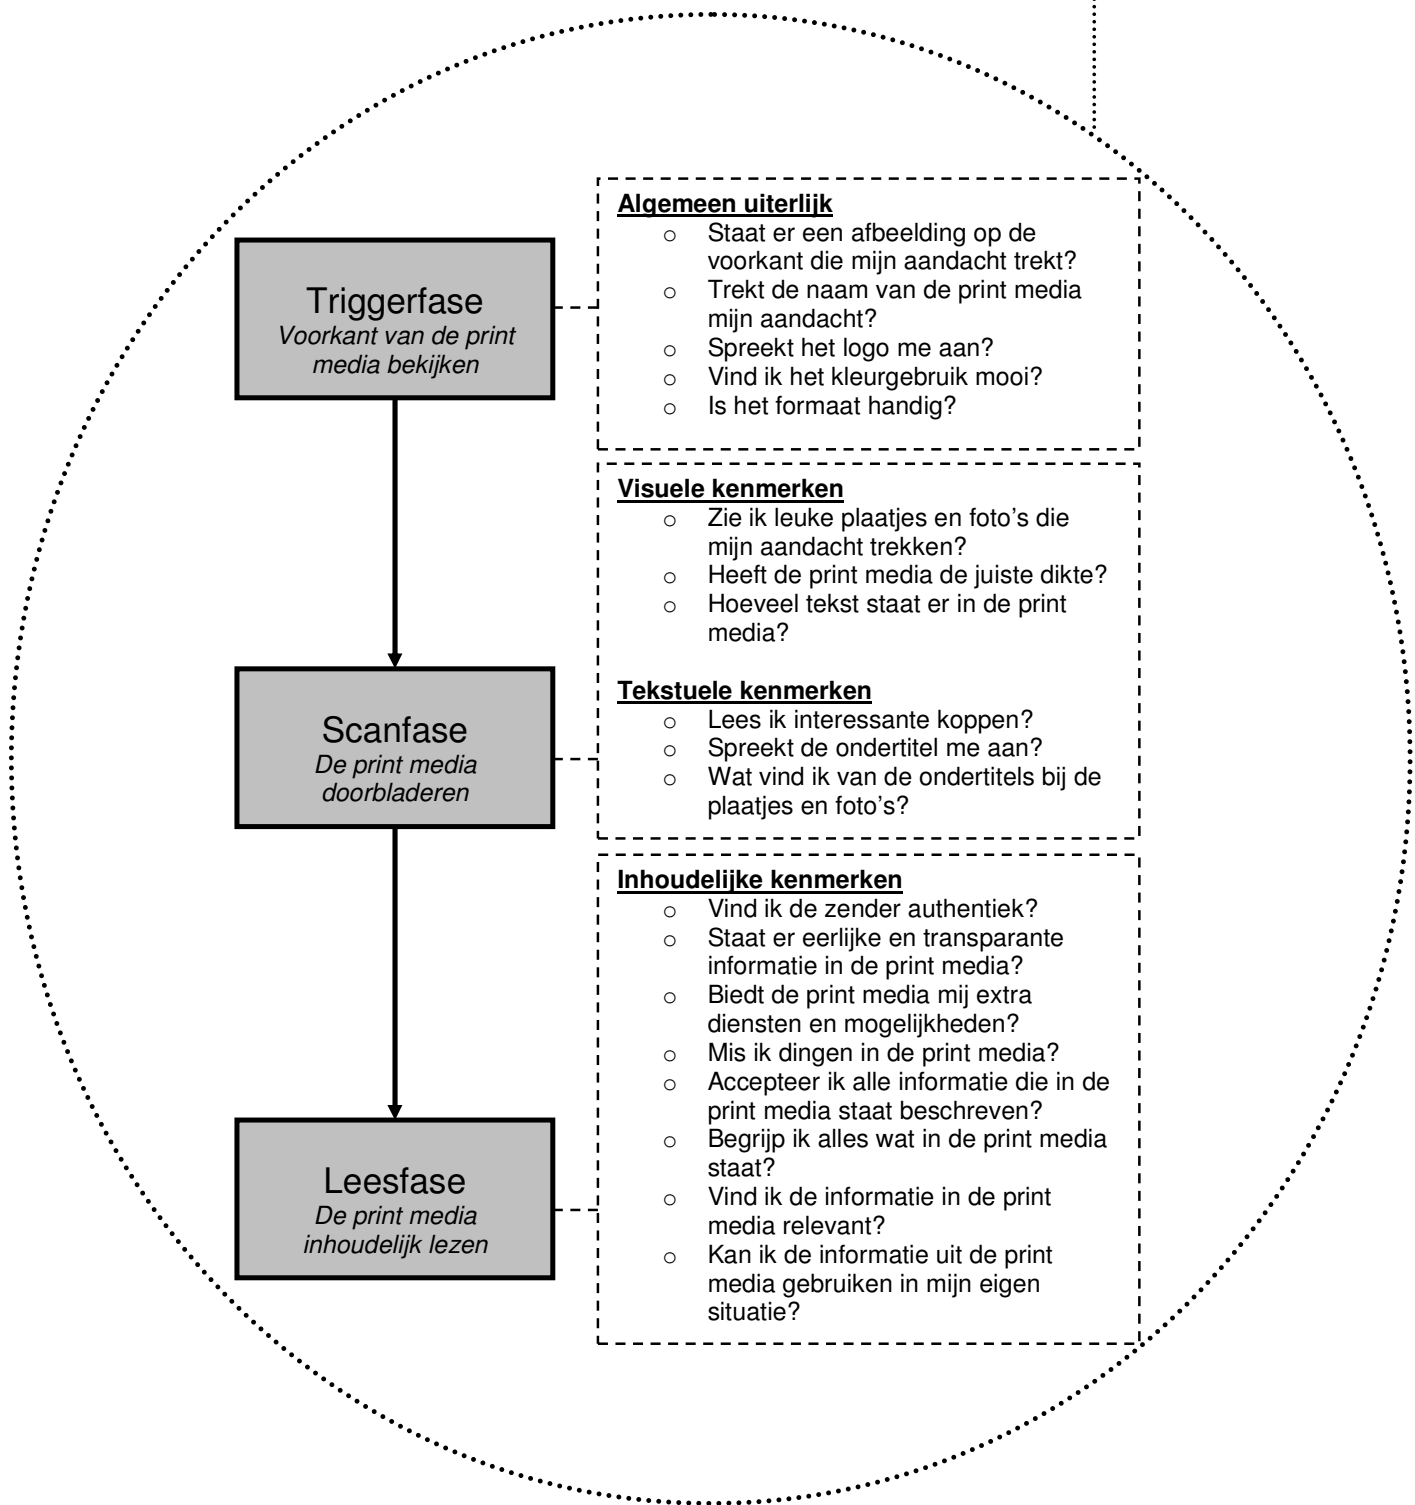 Triggerfase
Voorkant van de print
media bekijken
Algemeen uiterlijk
o Staat er een afbeelding op de
voorkant die mijn aandacht trekt?
o Trekt de naam van de print media
mijn aandacht?
o Spreekt het logo me aan?
o Vind ik het kleurgebruik mooi?
o Is het formaat handig?
Scanfase
De print media
doorbladeren
Visuele kenmerken
o Zie ik leuke plaatjes en foto’s die
mijn aandacht trekken?
o Heeft de print media de juiste dikte?
o Hoeveel tekst staat er in de print
media?
Tekstuele kenmerken
o Lees ik interessante koppen?
o Spreekt de ondertitel me aan?
o Wat vind ik van de ondertitels bij de
plaatjes en foto’s?
Leesfase
De print media
inhoudelijk lezen
Inhoudelijke kenmerken
o Vind ik de zender authentiek?
o Staat er eerlijke en transparante
informatie in de print media?
o Biedt de print media mij extra
diensten en mogelijkheden?
o Mis ik dingen in de print media?
o Accepteer ik alle informatie die in de
print media staat beschreven?
o Begrijp ik alles wat in de print media
staat?
o Vind ik de informatie in de print
media relevant?
o Kan ik de informatie uit de print
media gebruiken in mijn eigen
situatie?